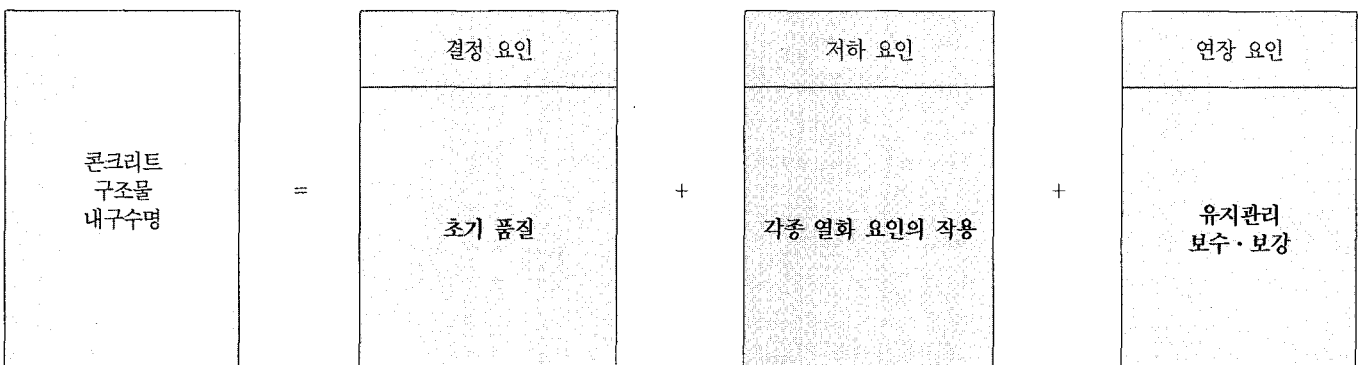 콘크리트
구조물
내구수명
=
결정 요인
초기 품질
+
저하 요인
각종 열화 요인의 작용
+
연장 요인
유지관리
보수·보강